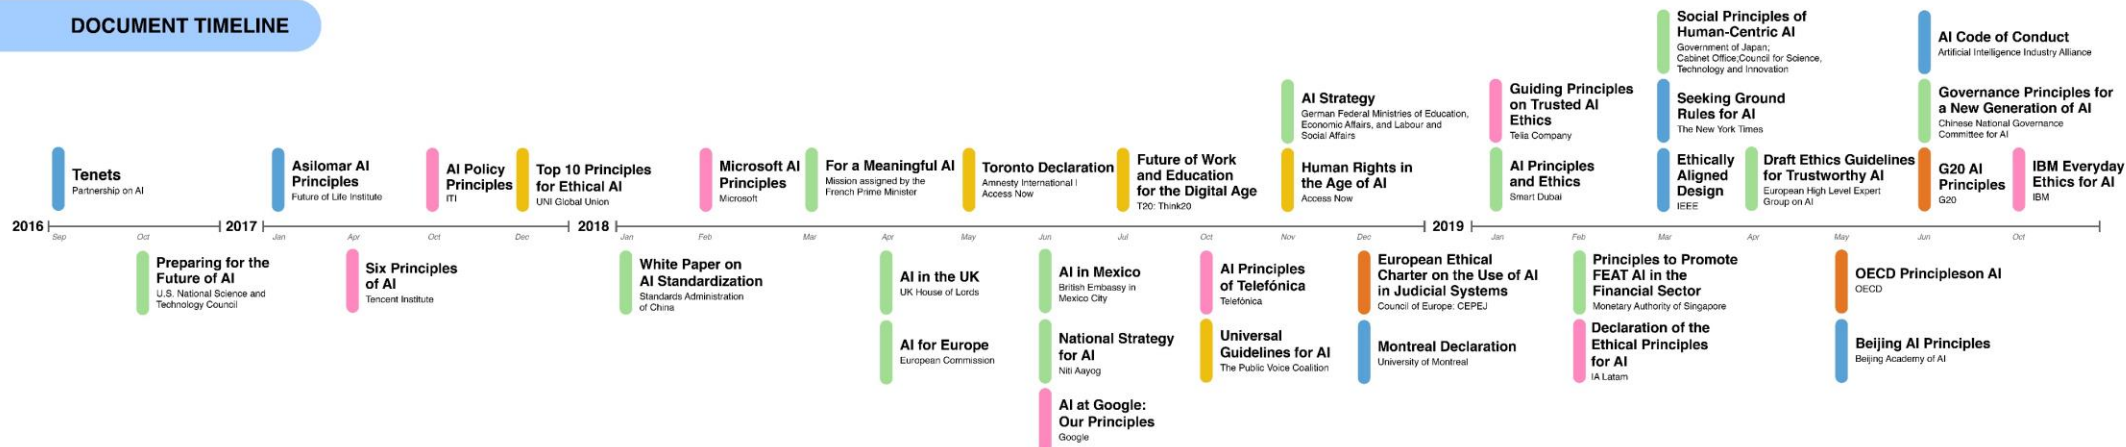 DOCUMENT TIMELINE
Tenets
Partnership on AI
Asilomar AI
Principles
Future of Life Institute
AI Policy
Principles
ITI
Top 10 Principles
for Ethical AI
UNI Global Union
Microsoft AI
Principles
Microsoft
For a Meaningful AI
Mission assigned by the
French Prime Minister
Toronto Declaration
Amnesty International |
Access Now
Future of Work
and Education
for the Digital Age
T20: Think20
AI Strategy
German Federal Ministries of Education,
Economic Affairs, and Labour and
Social Affairs
Human Rights in
the Age of AI
Access Now
Guiding Principles
on Trusted AI
Ethics
Telia Company
AI Principles
and Ethics
Smart Dubai
Social Principles of
Human-Centric AI
Government of Japan;
Cabinet Office;Council for Science,
Technology and Innovation
Seeking Ground
Rules for AI
The New York Times
Ethically
Aligned
Design
IEEE
Draft Ethics Guidelines
for Trustworthy AI
European High Level Expert
Group on AI
AI Code of Conduct
Artificial Intelligence Industry Alliance
Governance Principles for
a New Generation of AI
Chinese National Governance
Committee for AI
G20 AI
Principles
G20
IBM Everyday
Ethics for AI
IBM
2016
Sep
Oct
2017
Jan
Apr
Oct
Dec
2018
Jan
Feb
Mar
Apr
May
Jun
Jul
Oct
Nov
Dec
2019
Jan
Feb
Mar
Apr
May
Jun
Oct
Preparing for the
Future of AI
U.S. National Science and
Technology Council
Six Principles
of AI
Tencent Institute
White Paper on
AI Standardization
Standards Administration
of China
AI in the UK
UK House of Lords
AI for Europe
European Commission
AI in Mexico
British Embassy in
Mexico City
National Strategy
for AI
Niti Aayog
AI at Google:
Our Principles
Google
AI Principles
of Telefónica
Telefónica
Universal
Guidelines for AI
The Public Voice Coalition
European Ethical
Charter on the Use of AI
in Judicial Systems
Council of Europe: CEPEJ
Montreal Declaration
University of Montreal
Principles to Promote
FEAT AI in the
Financial Sector
Monetary Authority of Singapore
Declaration of the
Ethical Principles
for AI
IA Latam
OECD Principleson AI
OECD
Beijing AI Principles
Beijing Academy of AI